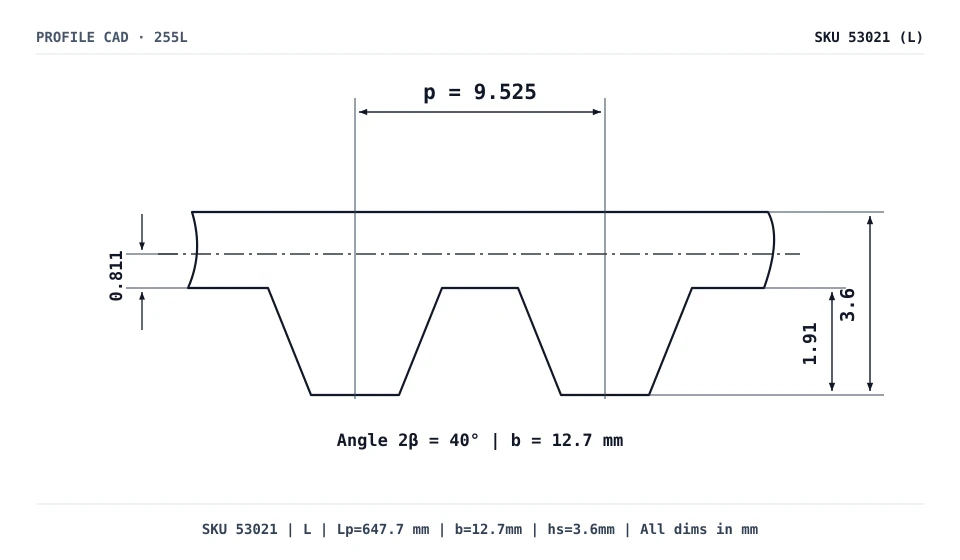 PROFILE CAD · 255L
SKU 53021 (L)
p = 9.525
0.811
3.6
1.91
Angle 2β = 40° | b = 12.7 mm
SKU 53021 | L | Lp=647.7 mm | b=12.7mm | hs=3.6mm | All dims in mm